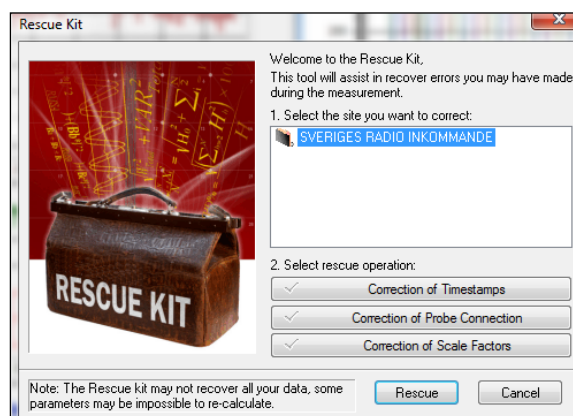 Rescue Kit
Welcome to the Rescue Kit,
This tool will assist in recover errors you may have made
during the measurement.
1. Select the site you want to correct:
SVERIGES RADIO INKOMMANDE
RESCUE KIT
2. Select rescue operation:
Correction of Timestamps
Correction of Probe Connection
Correction of Scale Factors
Note: The Rescue kit may not recover all your data, some
parameters may be impossible to re-calculate.
Rescue
Cancel